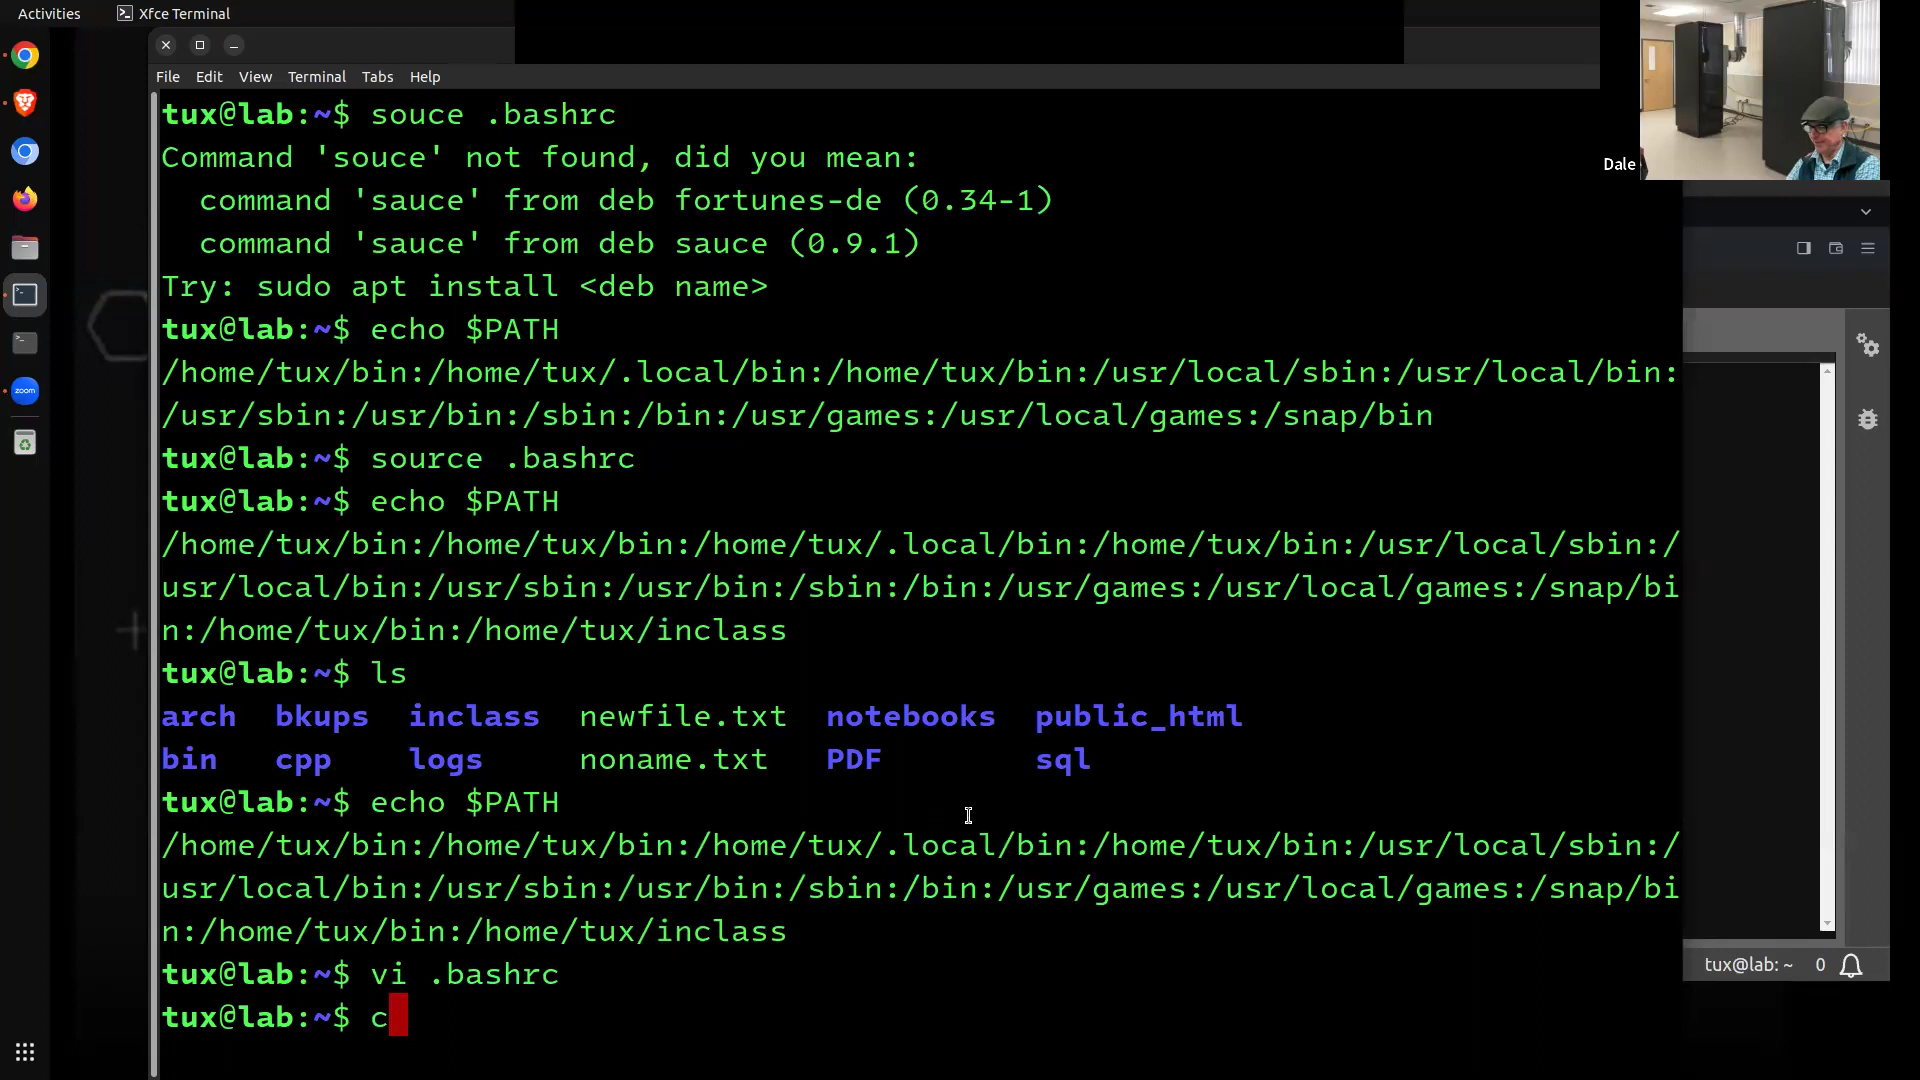 Activities
Xfce Terminal
File Edit View Terminal Tabs Help
tux@lab:~$ souce .bashrc
Command 'souce' not found, did you mean:
  command 'sauce' from deb fortunes-de (0.34-1)
  command 'sauce' from deb sauce (0.9.1)
Try: sudo apt install <deb name>
tux@lab:~$ echo $PATH
/home/tux/bin:/home/tux/.local/bin:/home/tux/bin:/usr/local/sbin:/usr/local/bin:
/usr/sbin:/usr/bin:/sbin:/bin:/usr/games:/usr/local/games:/snap/bin
tux@lab:~$ source .bashrc
tux@lab:~$ echo $PATH
/home/tux/bin:/home/tux/bin:/home/tux/.local/bin:/home/tux/bin:/usr/local/sbin:/
usr/local/bin:/usr/sbin:/usr/bin:/sbin:/bin:/usr/games:/usr/local/games:/snap/bi
n:/home/tux/bin:/home/tux/inclass
tux@lab:~$ ls
arch bkups inclass newfile.txt notebooks public_html
bin cpp logs noname.txt PDF sql
tux@lab:~$ echo $PATH
/home/tux/bin:/home/tux/bin:/home/tux/.local/bin:/home/tux/bin:/usr/local/sbin:/
usr/local/bin:/usr/sbin:/usr/bin:/sbin:/bin:/usr/games:/usr/local/games:/snap/bi
n:/home/tux/bin:/home/tux/inclass
tux@lab:~$ vi .bashrc
tux@lab:~$ c
Dale
zoom
tux@lab: ~ 0